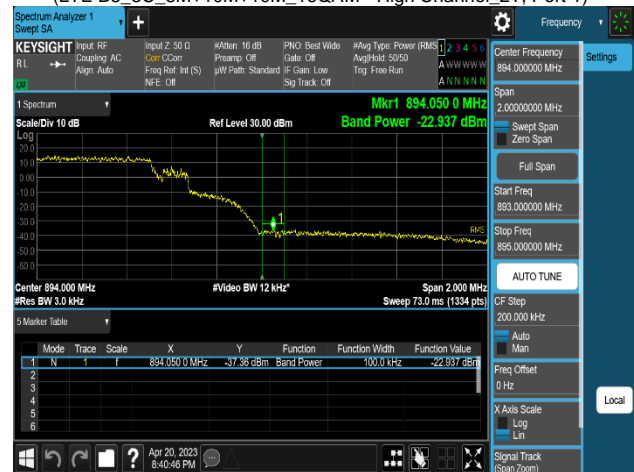 Spectrum Analyzer 1
Swept SA
Frequency
KEYSIGHT
RL
Input: RF
Coupling: AC
Align: Auto
Input Z: 50 Ω
Corr CCorr
Freq Ref: Int (S)
NFE: Off
#Atten: 16 dB
Preamp: Off
µW Path: Standard
PNO: Best Wide
Gate: Off
IF Gain: Low
Sig Track: Off
#Avg Type: Power (RMS
Avg|Hold: 50/50
Trig: Free Run
1 2 3 4 5 6
A W W W W W
A N N N N N
1 Spectrum
Scale/Div 10 dB
Ref Level 30.00 dBm
Mkr1 894.050 0 MHz
Band Power -22.937 dBm
Log
20.0
10.0
0.00
-10.0
-20.0
-30.0
-40.0
-50.0
-60.0
1
RMS
Center 894.000 MHz
#Res BW 3.0 kHz
#Video BW 12 kHz*
Span 2.000 MHz
Sweep 73.0 ms (1334 pts)
5 Marker Table
Mode Trace Scale X Y Function Function Width Function Value
1 N 1 f 894.050 0 MHz -37.36 dBm Band Power 100.0 kHz -22.937 dBm
2
3
4
5
6
Apr 20, 2023
8:40:46 PM
Center Frequency
894.000000 MHz
Settings
Span
2.00000000 MHz
Swept Span
Zero Span
Full Span
Start Freq
893.000000 MHz
Stop Freq
895.000000 MHz
AUTO TUNE
CF Step
200.000 kHz
Auto
Man
Freq Offset
0 Hz
X Axis Scale
Log
Lin
Local
Signal Track
(Span Zoom)